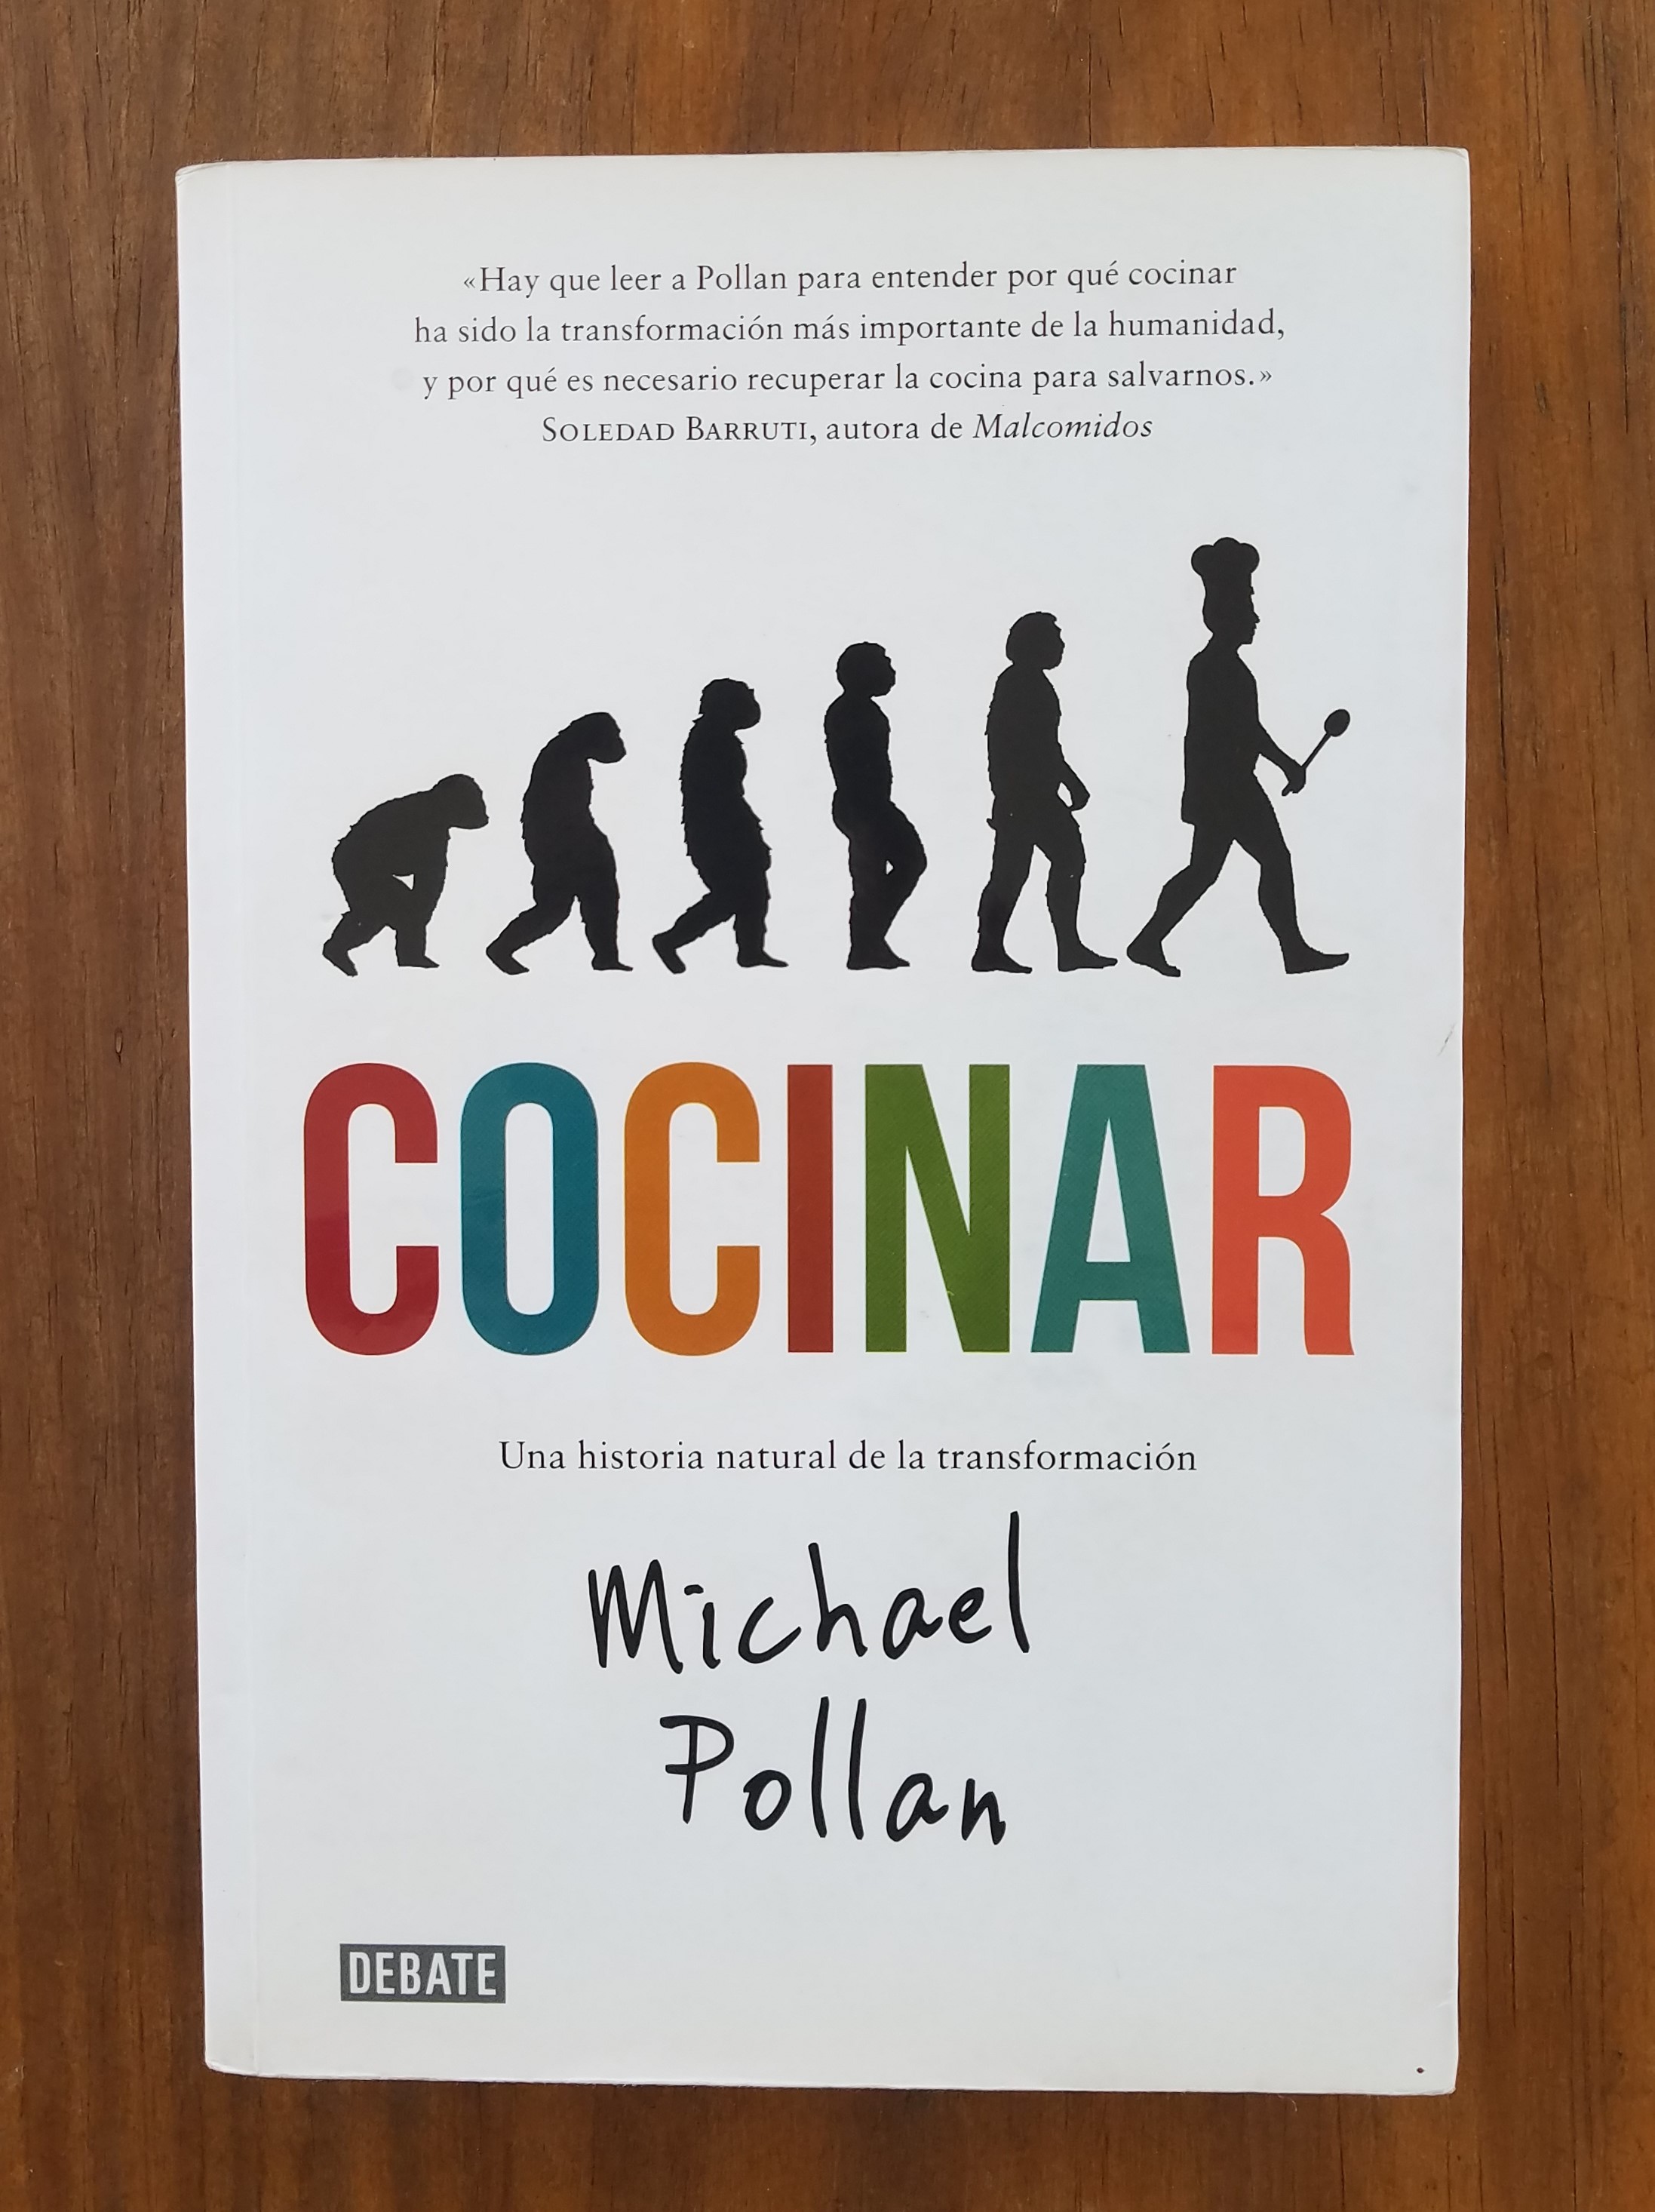 «Hay que leer a Pollan para entender por qué cocinar
ha sido la transformación más importante de la humanidad,
y por qué es necesario recuperar la cocina para salvarnos.»
SOLEDAD BARRUTI, autora de Malcomidos
COCINAR
Una historia natural de la transformación
Michael
Pollan
DEBATE